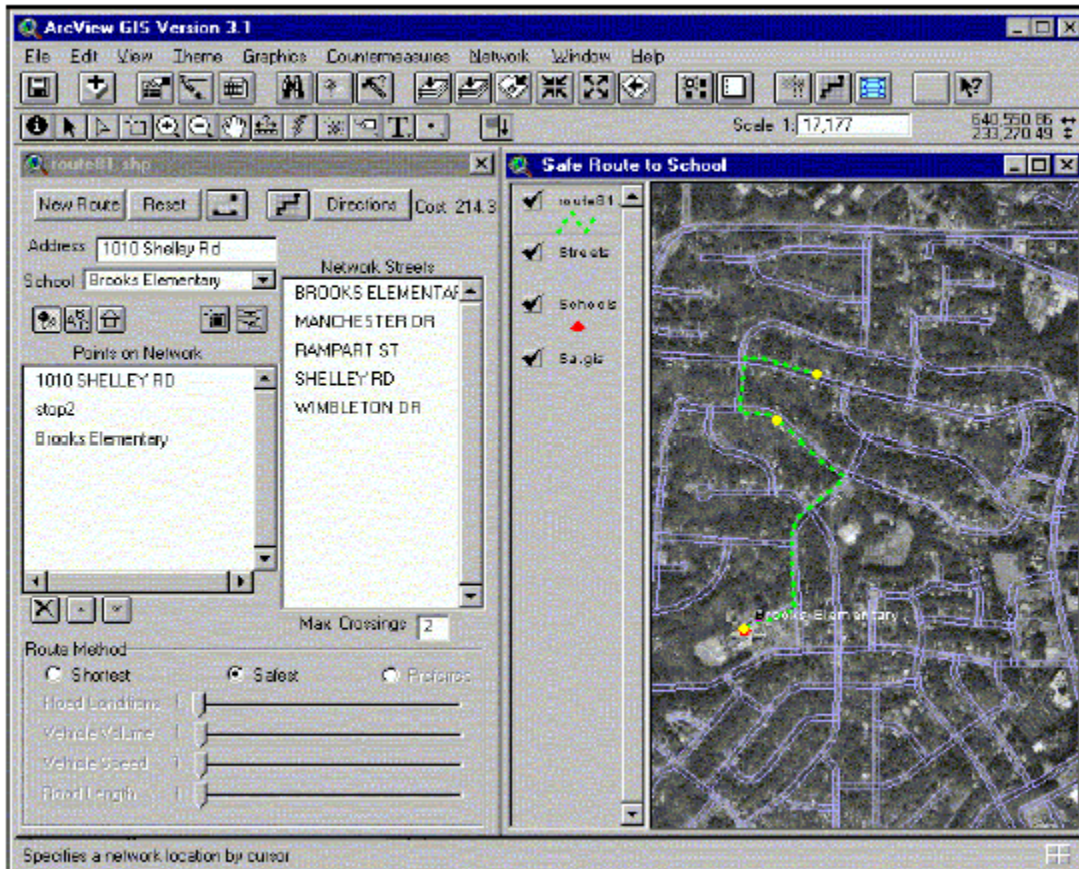 ArcView GIS Version 3.1
File Edit View Theme Graphics Countermeasures Network Window Help
Scale 1: 17,177
640,550.86
233,270.49
route81.shp
New Route Reset Directions Cost 214.3
Address 1010 Shelley Rd
School Brooks Elementary
Network Streets
BROOKS ELEMENTAR
MANCHESTER DR
RAMPART ST
SHELLEY RD
WIMBLETON DR
Points on Network
1010 SHELLEY RD
stop2
Brooks Elementary
Max. Crossings 2
Route Method
Shortest Safest
Road Conditions 1
Vehicle Volume 1
Vehicle Speed 1
Road Length 1
Specifies a network location by cursor
Safe Route to School
route81
Streets
Schools
Brooks Elementary